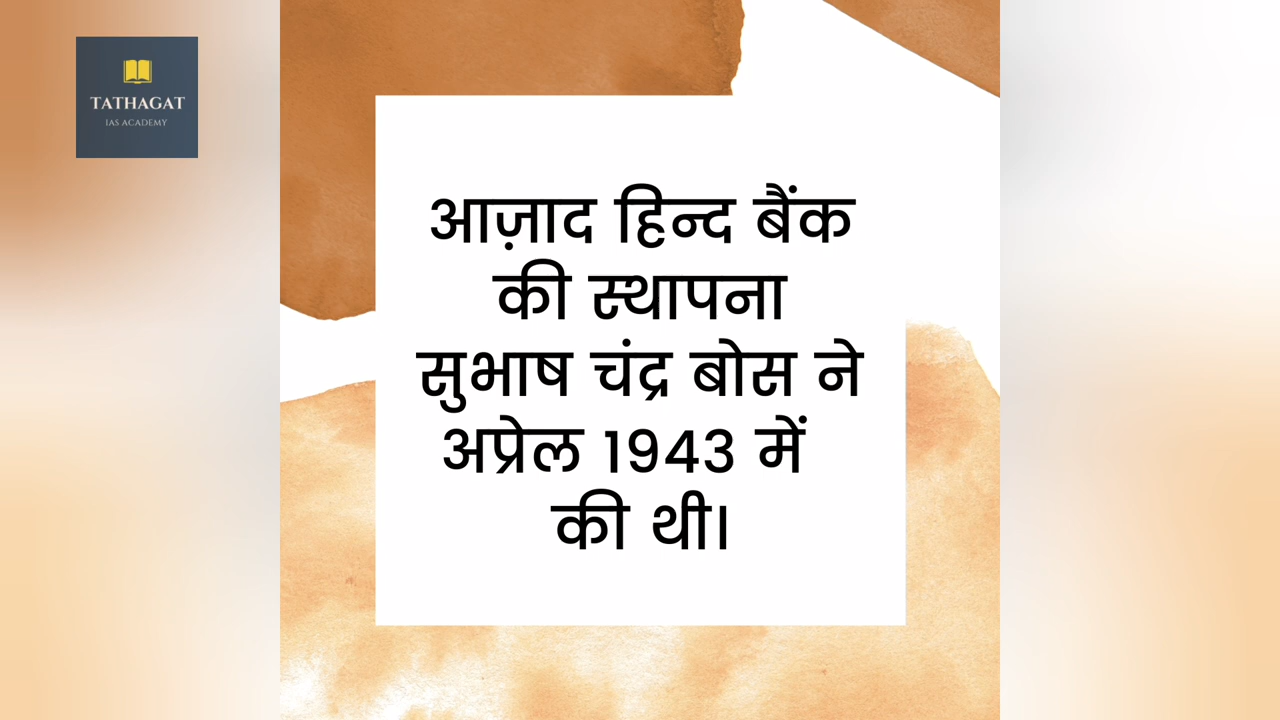 TATHAGAT
IAS ACADEMY
आज़ाद हिन्द बैंक
की स्थापना
सुभाष चंद्र बोस ने
अप्रेल 1943 में
की थी।